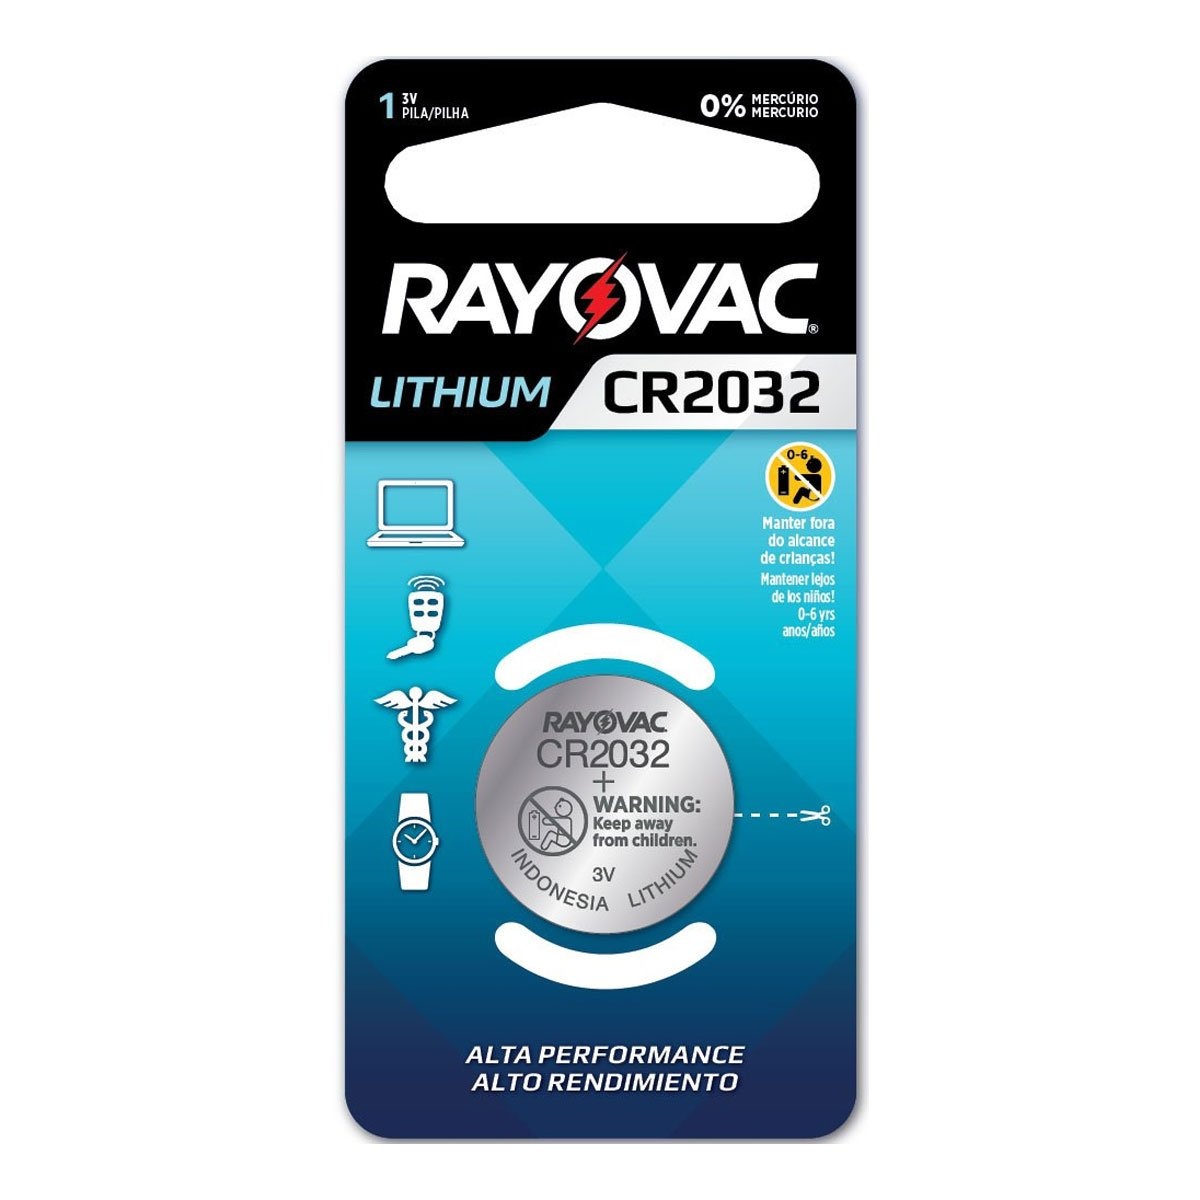 1 3V
PILA/PILHA
0% MERCÚRIO
MERCURIO
RAYOVAC®
LITHIUM CR2032
0-6
Manter fora
do alcance
de crianças!
Mantener lejos
de los niños!
0-6 yrs
anos/años
RAYOVAC
CR2032
+
WARNING:
Keep away
from children.
3V
INDONESIA LITHIUM
ALTA PERFORMANCE
ALTO RENDIMIENTO